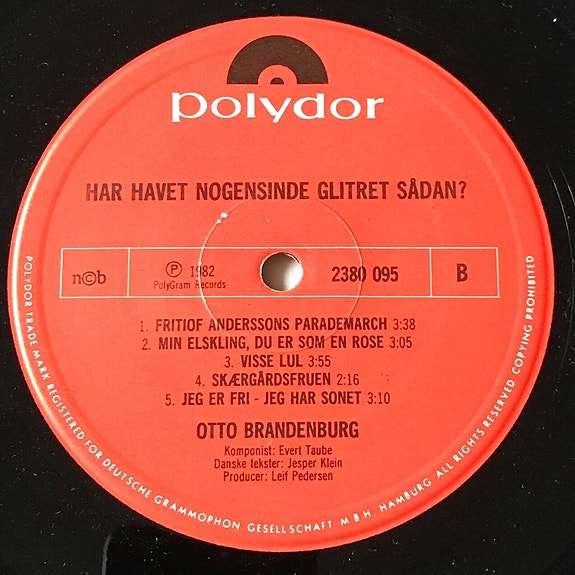 polydor
HAR HAVET NOGENSINDE GLITRET SÅDAN?
n©b
℗ 1982
PolyGram Records
2380 095
B
1. FRITIOF ANDERSSONS PARADEMARCH 3:38
2. MIN ELSKLING, DU ER SOM EN ROSE 3:05
3. VISSE LUL 3:55
4. SKÆRGÅRDSFRUEN 2:16
5. JEG ER FRI - JEG HAR SONET 3:10
OTTO BRANDENBURG
Komponist: Evert Taube
Danske tekster: Jesper Klein
Producer: Leif Pedersen
POLYDOR TRADE MARK REGISTERED FOR DEUTSCHE GRAMMOPHON GESELLSCHAFT M B H. HAMBURG ALL RIGHTS RESERVED COPYING PROHIBITED